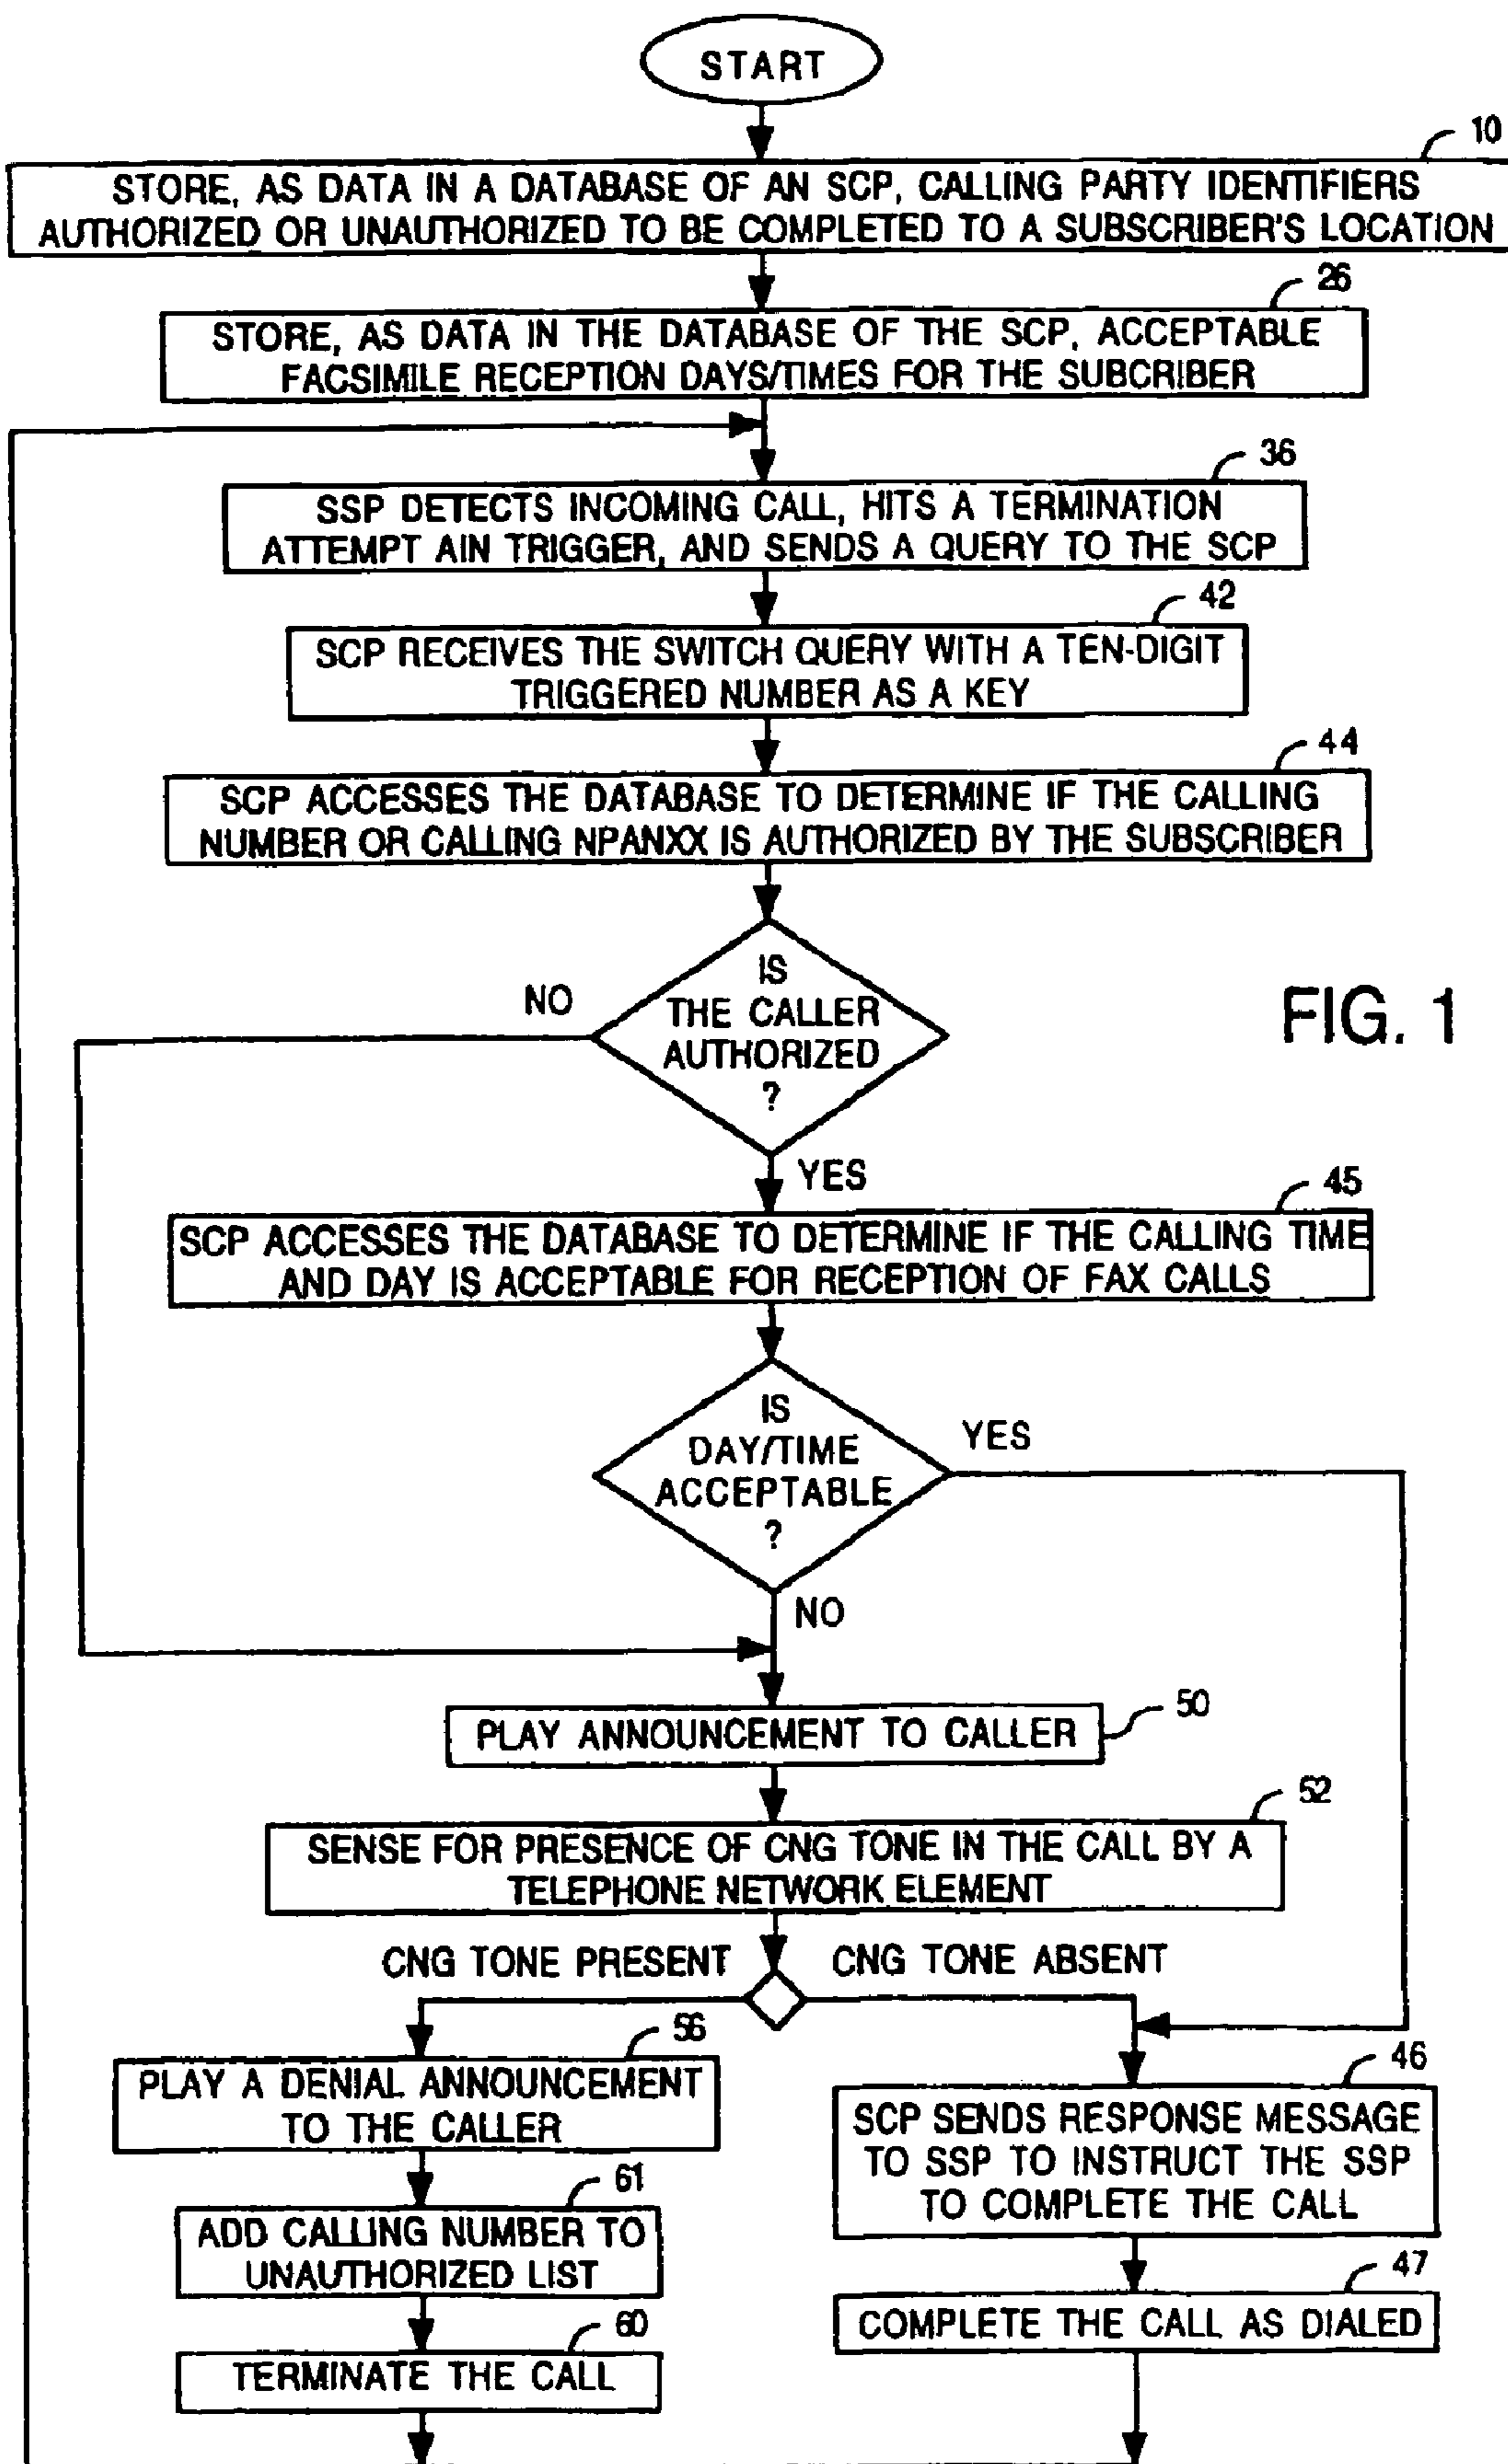 START
10
STORE, AS DATA IN A DATABASE OF AN SCP, CALLING PARTY IDENTIFIERS
AUTHORIZED OR UNAUTHORIZED TO BE COMPLETED TO A SUBSCRIBER'S LOCATION
26
STORE, AS DATA IN THE DATABASE OF THE SCP, ACCEPTABLE
FACSIMILE RECEPTION DAYS/TIMES FOR THE SUBCRIBER
36
SSP DETECTS INCOMING CALL, HITS A TERMINATION
ATTEMPT AIN TRIGGER, AND SENDS A QUERY TO THE SCP
42
SCP RECEIVES THE SWITCH QUERY WITH A TEN-DIGIT
TRIGGERED NUMBER AS A KEY
44
SCP ACCESSES THE DATABASE TO DETERMINE IF THE CALLING
NUMBER OR CALLING NPANXX IS AUTHORIZED BY THE SUBSCRIBER
IS
THE CALLER
AUTHORIZED
?
NO
FIG. 1
YES
45
SCP ACCESSES THE DATABASE TO DETERMINE IF THE CALLING TIME
AND DAY IS ACCEPTABLE FOR RECEPTION OF FAX CALLS
IS
DAY/TIME
ACCEPTABLE
?
YES
NO
50
PLAY ANNOUNCEMENT TO CALLER
52
SENSE FOR PRESENCE OF CNG TONE IN THE CALL BY A
TELEPHONE NETWORK ELEMENT
CNG TONE PRESENT
CNG TONE ABSENT
56
PLAY A DENIAL ANNOUNCEMENT
TO THE CALLER
46
SCP SENDS RESPONSE MESSAGE
TO SSP TO INSTRUCT THE SSP
TO COMPLETE THE CALL
61
ADD CALLING NUMBER TO
UNAUTHORIZED LIST
47
COMPLETE THE CALL AS DIALED
60
TERMINATE THE CALL